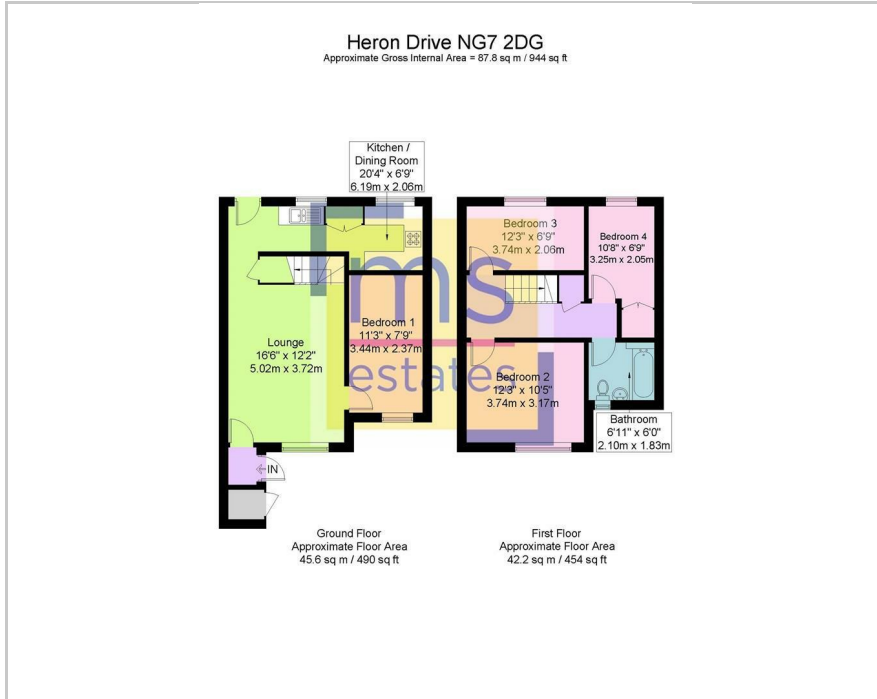 Heron Drive NG7 2DG
Approximate Gross Internal Area = 87.8 sq m / 944 sq ft
Kitchen /
Dining Room
20'4" x 6'9"
6.19m x 2.06m
Lounge
16'6" x 12'2"
5.02m x 3.72m
Bedroom 1
11'3" x 7'9"
3.44m x 2.37m
IN
Ground Floor
Approximate Floor Area
45.6 sq m / 490 sq ft
Bedroom 3
12'3" x 6'9"
3.74m x 2.06m
Bedroom 4
10'8" x 6'9"
3.25m x 2.05m
Bedroom 2
12'3" x 10'5"
3.74m x 3.17m
Bathroom
6'11" x 6'0"
2.10m x 1.83m
First Floor
Approximate Floor Area
42.2 sq m / 454 sq ft
ms
estates